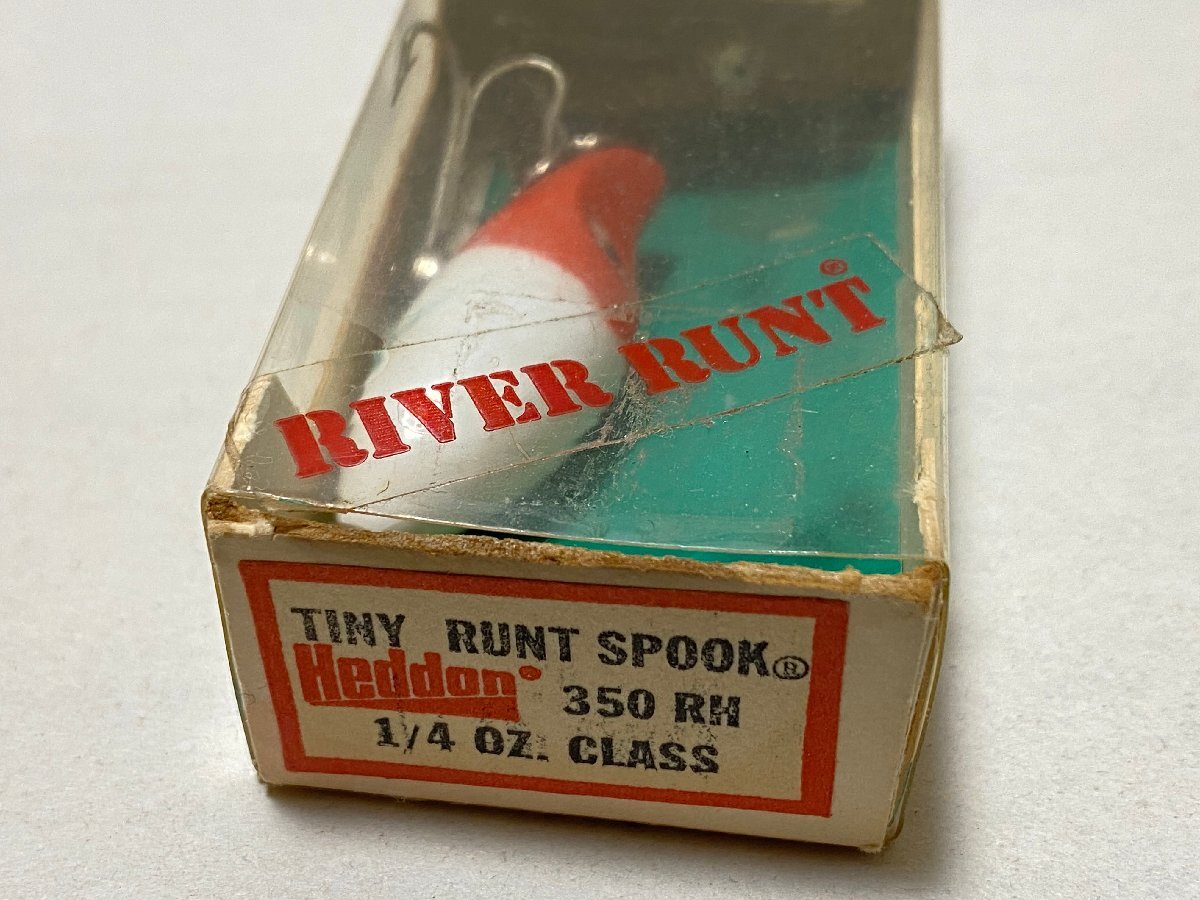 RIVER RUNT®
TINY RUNT SPOOK®
Heddon® 350 RH
1/4 OZ. CLASS